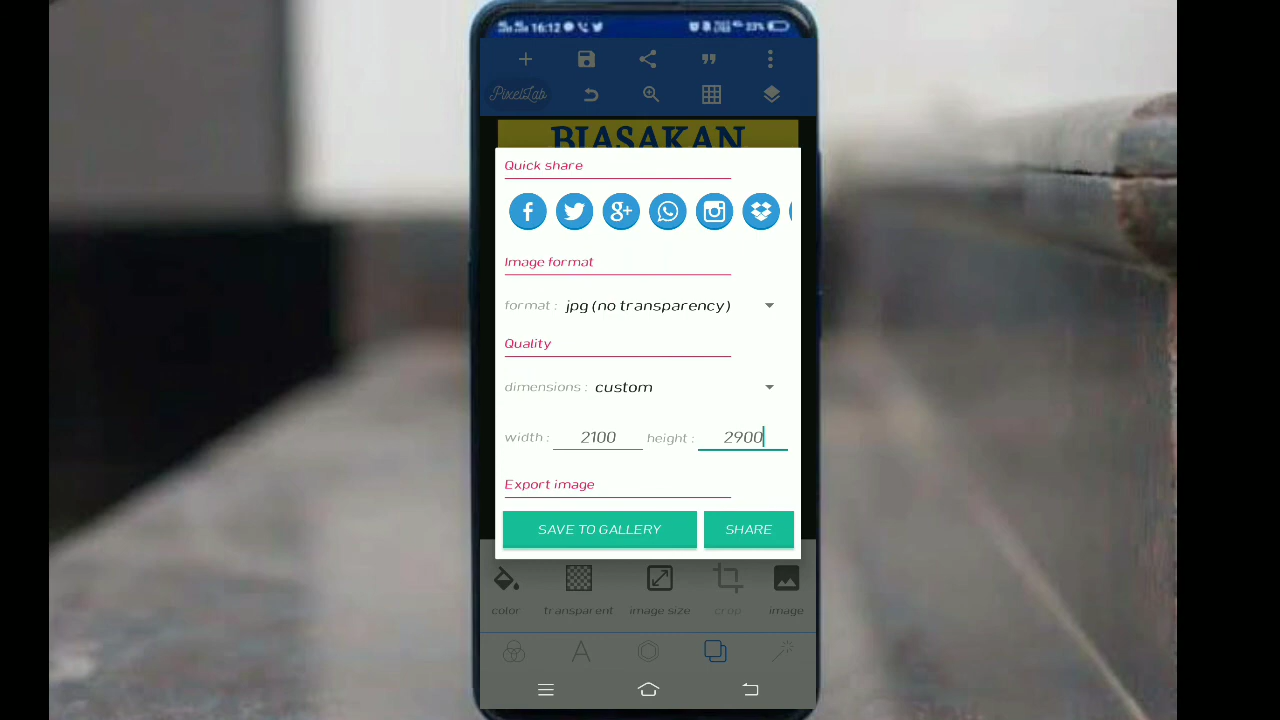 16:12 33%
PixelLab
BIASAKAN
Quick share
Image format
format : jpg (no transparency)
Quality
dimensions : custom
width : 2100 height : 2900
Export image
SAVE TO GALLERY SHARE
color transparent image size crop image